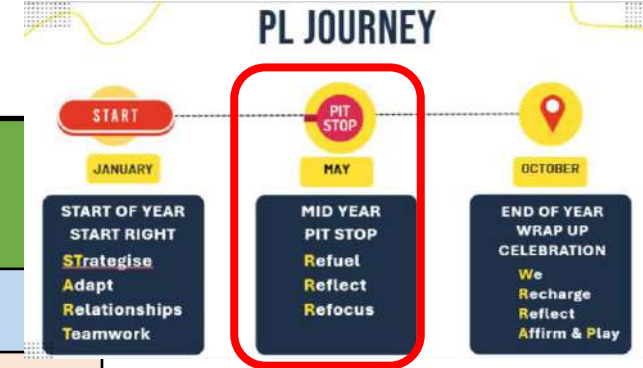 PL JOURNEY
START
PIT
STOP
JANUARY
MAY
OCTOBER
START OF YEAR
START RIGHT
STrategise
Adapt
Relationships
Teamwork
MID YEAR
PIT STOP
Refuel
Reflect
Refocus
END OF YEAR
WRAP UP
CELEBRATION
We
Recharge
Reflect
Affirm & Play